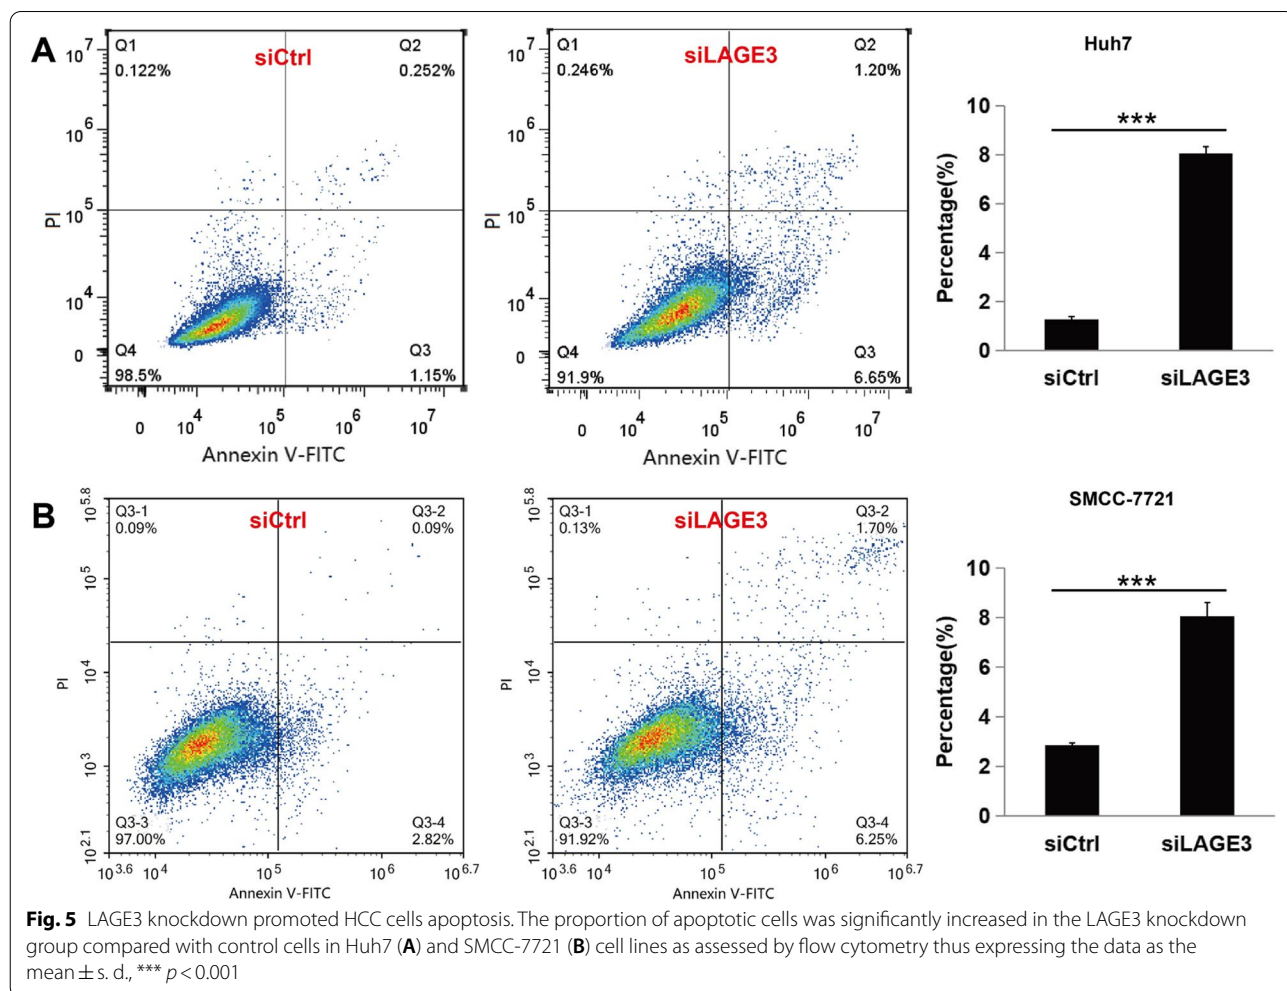 A
siCtrl
Q1
0.122%
Q2
0.252%
Q4
98.5%
Q3
1.15%
10^7
10^6
10^5
10^4
0
PI
0 10^4 10^5 10^6 10^7
Annexin V-FITC
siLAGE3
Q1
0.246%
Q2
1.20%
Q4
91.9%
Q3
6.65%
10^7
10^6
10^5
10^4
0
PI
0 10^4 10^5 10^6 10^7
Annexin V-FITC
Huh7
***
10
8
6
4
2
0
Percentage(%)
siCtrl siLAGE3
B
siCtrl
Q3-1
0.09%
Q3-2
0.09%
Q3-3
97.00%
Q3-4
2.82%
10^5.8
10^5
10^4
10^3
10^2.1
PI
10^3.6 10^4 10^5 10^6 10^6.7
Annexin V-FITC
siLAGE3
Q3-1
0.13%
Q3-2
1.70%
Q3-3
91.92%
Q3-4
6.25%
10^5.8
10^5
10^4
10^3
10^2.1
PI
10^3.6 10^4 10^5 10^6 10^6.7
Annexin V-FITC
SMCC-7721
***
10
8
6
4
2
0
Percentage(%)
siCtrl siLAGE3
Fig. 5 LAGE3 knockdown promoted HCC cells apoptosis. The proportion of apoptotic cells was significantly increased in the LAGE3 knockdown
group compared with control cells in Huh7 (A) and SMCC-7721 (B) cell lines as assessed by flow cytometry thus expressing the data as the
mean ± s. d., *** p < 0.001